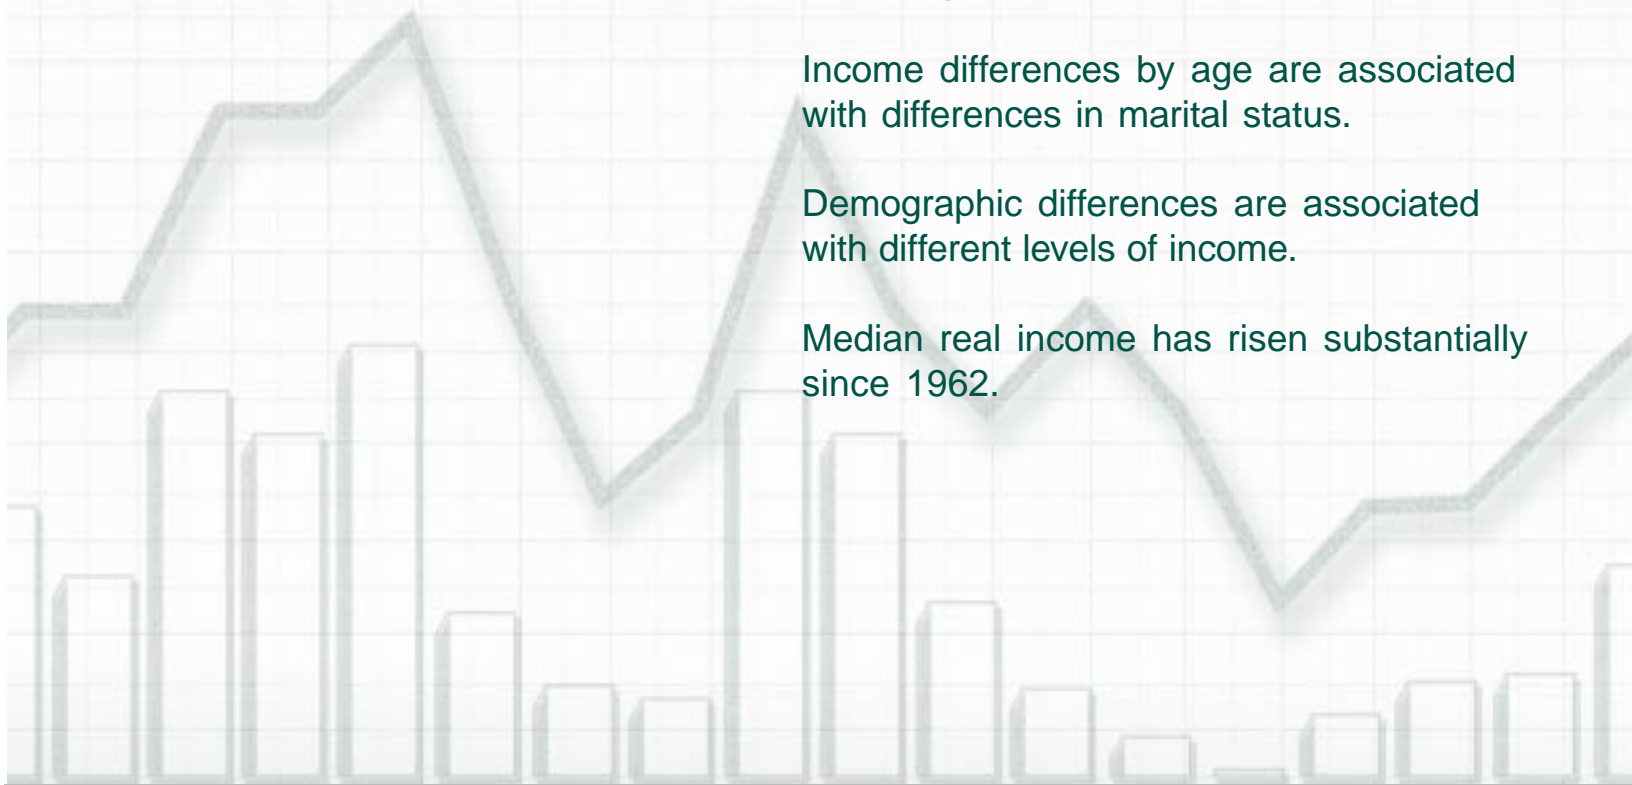 Income differences by age are associated
with differences in marital status.
Demographic differences are associated
with different levels of income.
Median real income has risen substantially
since 1962.